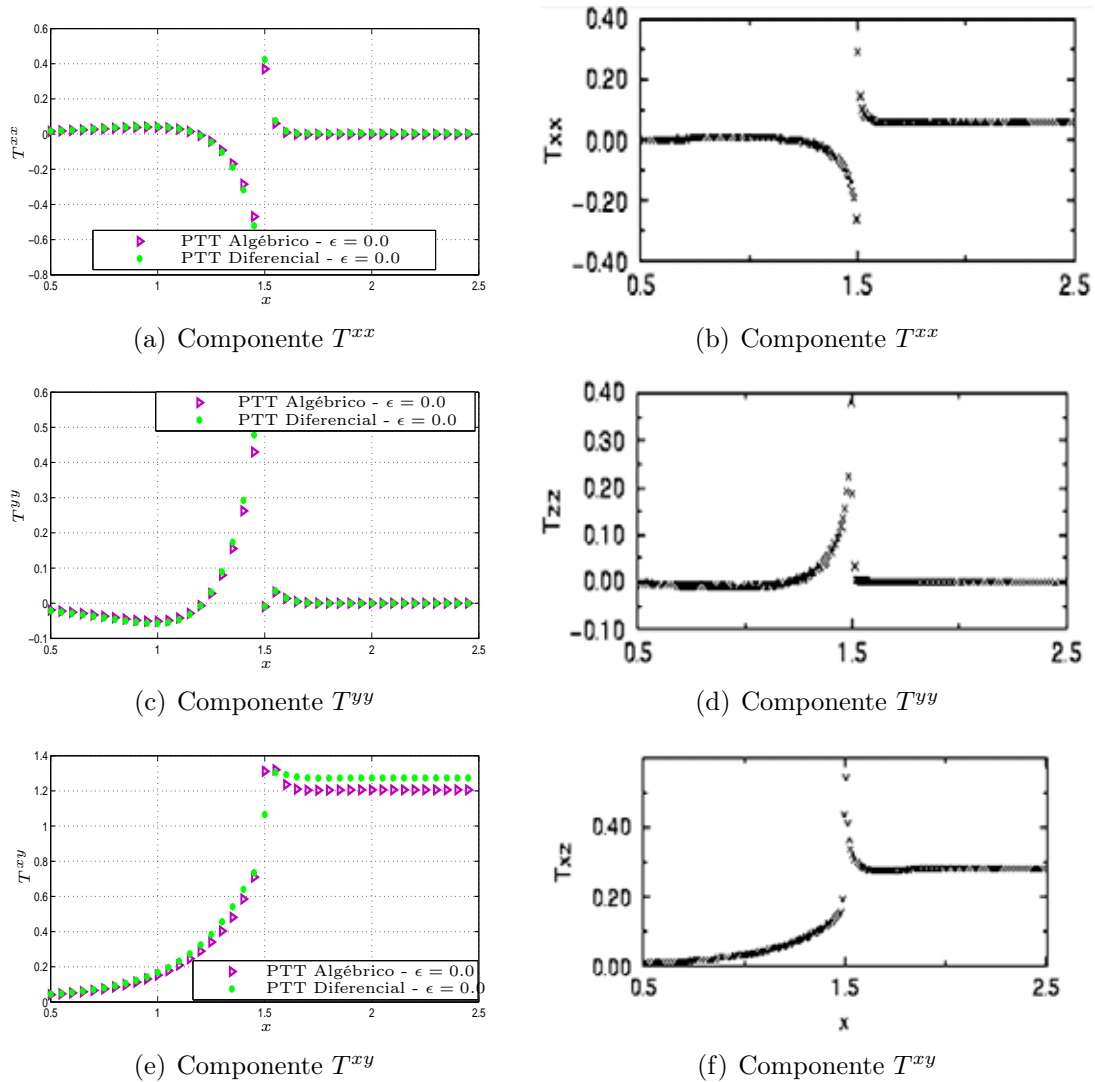 0.6
0.4
0.2
0
−0.2
−0.4
−0.6
−0.8
T^{xx}
PTT Algébrico - ϵ = 0.0
PTT Diferencial - ϵ = 0.0
0.5 1 1.5 2 2.5
x
(a) Componente T^{xx}
0.40
0.20
0.00
−0.20
−0.40
Txx
0.5 1.5 2.5
(b) Componente T^{xx}
0.6
0.5
0.4
0.3
0.2
0.1
0
−0.1
T^{yy}
PTT Algébrico - ϵ = 0.0
PTT Diferencial - ϵ = 0.0
0.5 1 1.5 2 2.5
x
(c) Componente T^{yy}
0.40
0.30
0.20
0.10
0.00
−0.10
Tzz
0.5 1.5 2.5
(d) Componente T^{yy}
1.4
1.2
1
0.8
0.6
0.4
0.2
0
T^{xy}
PTT Algébrico - ϵ = 0.0
PTT Diferencial - ϵ = 0.0
0.5 1 1.5 2 2.5
x
(e) Componente T^{xy}
0.40
0.20
0.00
Txz
0.5 1.5 2.5
x
(f) Componente T^{xy}